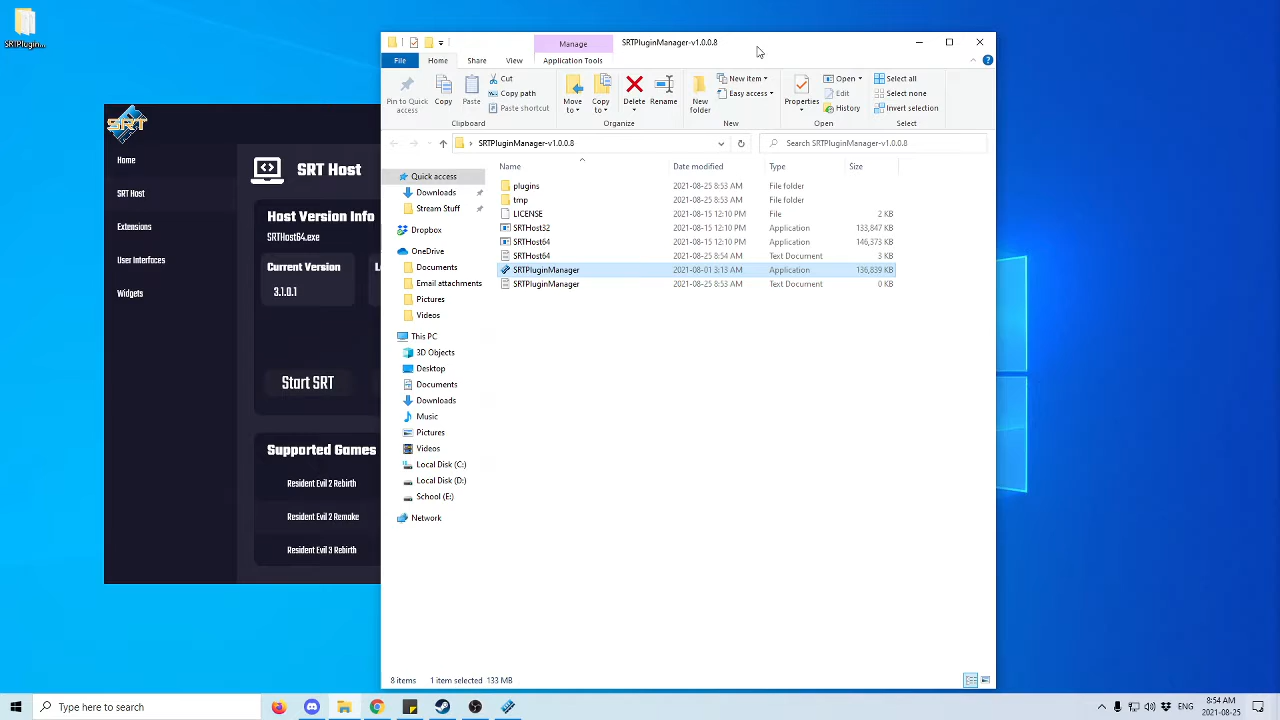 SRTPlugin...
Manage
SRTPluginManager-v1.0.0.8
File
Home
Share
View
Application Tools
Pin to Quick access
Copy
Paste
Cut
Copy path
Paste shortcut
Clipboard
Move to
Copy to
Delete
Rename
Organize
New folder
New item
Easy access
New
Properties
Open
Edit
History
Open
Select all
Select none
Invert selection
Select
SRTPluginManager-v1.0.0.8
Search SRTPluginManager-v1.0.0.8
Name Date modified Type Size
plugins 2021-08-25 8:53 AM File folder
tmp 2021-08-25 8:53 AM File folder
LICENSE 2021-08-15 12:10 PM File 2 KB
SRTHost32 2021-08-15 12:10 PM Application 133,847 KB
SRTHost64 2021-08-15 12:10 PM Application 146,373 KB
SRTHost64 2021-08-25 8:54 AM Text Document 3 KB
SRTPluginManager 2021-08-01 3:13 AM Application 136,839 KB
SRTPluginManager 2021-08-25 8:53 AM Text Document 0 KB
Quick access
Downloads
Stream Stuff
Dropbox
OneDrive
Documents
Email attachments
Pictures
Videos
This PC
3D Objects
Desktop
Documents
Downloads
Music
Pictures
Videos
Local Disk (C:)
Local Disk (D:)
School (E:)
Network
8 items 1 item selected 133 MB
SRT
Home
SRT Host
Extensions
User Interfaces
Widgets
SRT Host
Host Version Info
SRTHost64.exe
Current Version
3.1.0.1
Start SRT
Supported Games
Resident Evil 2 Rebirth
Resident Evil 2 Remake
Resident Evil 3 Rebirth
Type here to search
ENG
8:54 AM
2021-08-25